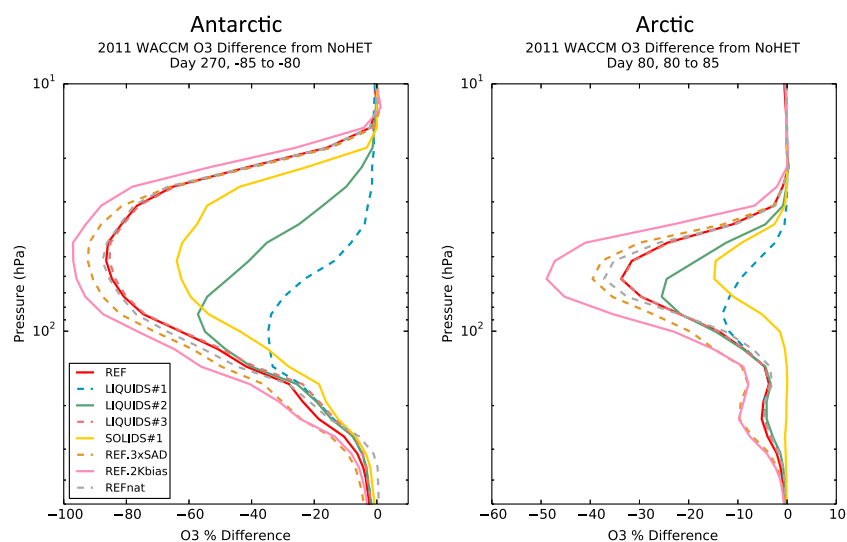 Antarctic
2011 WACCM O3 Difference from NoHET
Day 270, -85 to -80
10¹
10²
Pressure (hPa)
REF
LIQUIDS#1
LIQUIDS#2
LIQUIDS#3
SOLIDS#1
REF.3xSAD
REF.2Kbias
REFnat
−100 −80 −60 −40 −20 0
O3 % Difference
Arctic
2011 WACCM O3 Difference from NoHET
Day 80, 80 to 85
10¹
10²
Pressure (hPa)
−60 −50 −40 −30 −20 −10 0 10
O3 % Difference